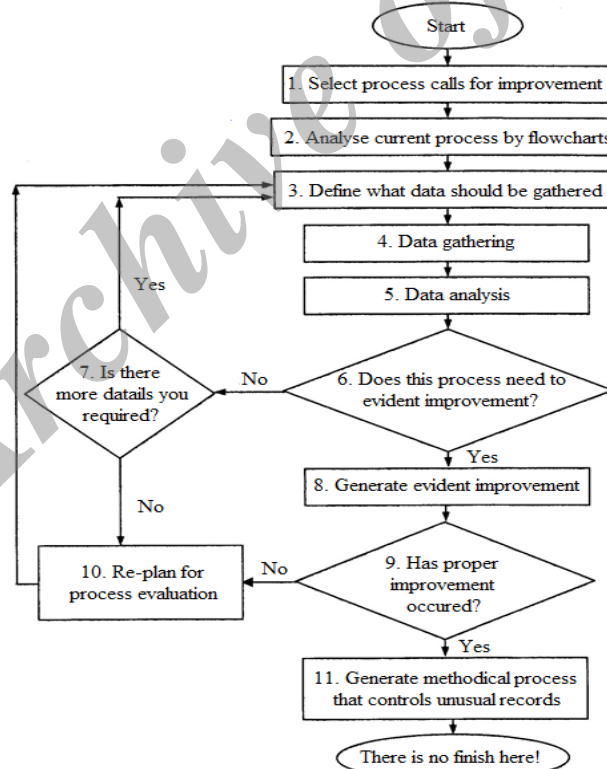 Start
1. Select process calls for improvement
2. Analyse current process by flowcharts
3. Define what data should be gathered
4. Data gathering
5. Data analysis
Yes
7. Is there
more datails you
required?
No
6. Does this process need to
evident improvement?
Yes
8. Generate evident improvement
No
10. Re-plan for
process evaluation
No
9. Has proper
improvement
occured?
Yes
11. Generate methodical process
that controls unusual records
There is no finish here!
Archive of